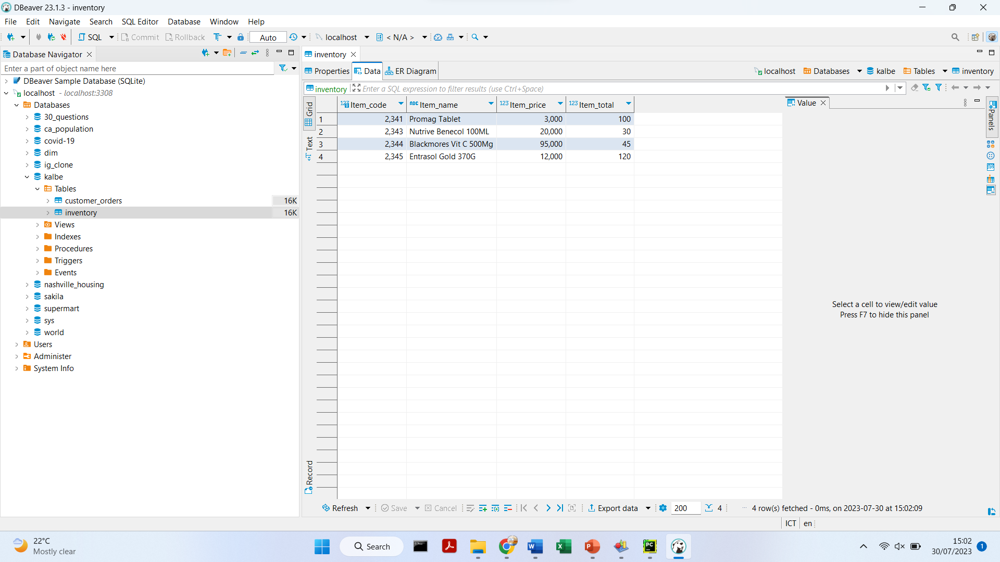 DBeaver 23.1.3 - inventory
File Edit Navigate Search SQL Editor Database Window Help
SQL Commit Rollback Auto localhost < N/A >
Database Navigator
Enter a part of object name here
DBeaver Sample Database (SQLite)
localhost - localhost:3308
Databases
30_questions
ca_population
covid-19
dim
ig_clone
kalbe
Tables
customer_orders 16K
inventory 16K
Views
Indexes
Procedures
Triggers
Events
nashville_housing
sakila
supermart
sys
world
Users
Administer
System Info
inventory
Properties Data ER Diagram localhost Databases kalbe Tables inventory
inventory Enter a SQL expression to filter results (use Ctrl+Space)
Grid
Text
Record
123 Item_code ABC Item_name 123 Item_price 123 Item_total
1 2,341 Promag Tablet 3,000 100
2 2,343 Nutrive Benecol 100ML 20,000 30
3 2,344 Blackmores Vit C 500Mg 95,000 45
4 2,345 Entrasol Gold 370G 12,000 120
Value
Select a cell to view/edit value
Press F7 to hide this panel
Panels
Refresh Save Cancel Export data 200 4 4 row(s) fetched - 0ms, on 2023-07-30 at 15:02:09
ICT en
22°C
Mostly clear
Search
W
P
PC
15:02
30/07/2023
1